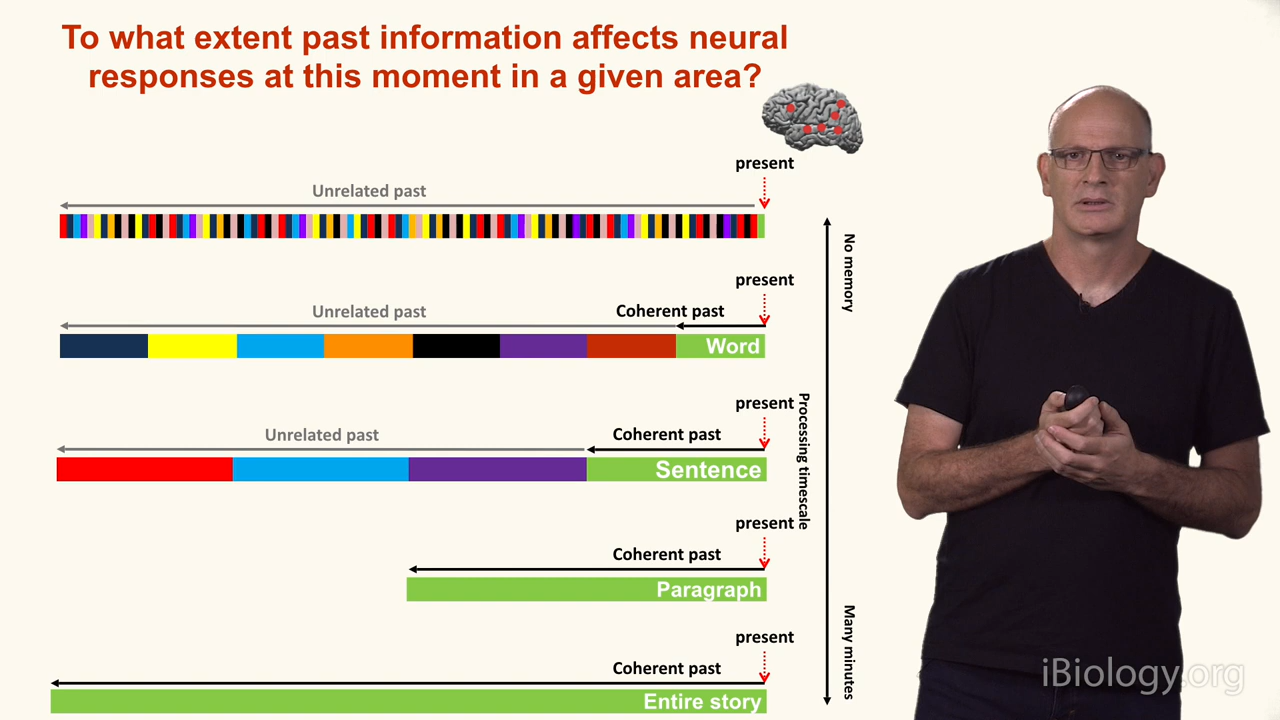 To what extent past information affects neural
responses at this moment in a given area?
present
Unrelated past
present
Unrelated past
Coherent past
Word
present
Unrelated past
Coherent past
Sentence
present
Coherent past
Paragraph
present
Coherent past
Entire story
No memory
Processing timescale
Many minutes
iBiology.org